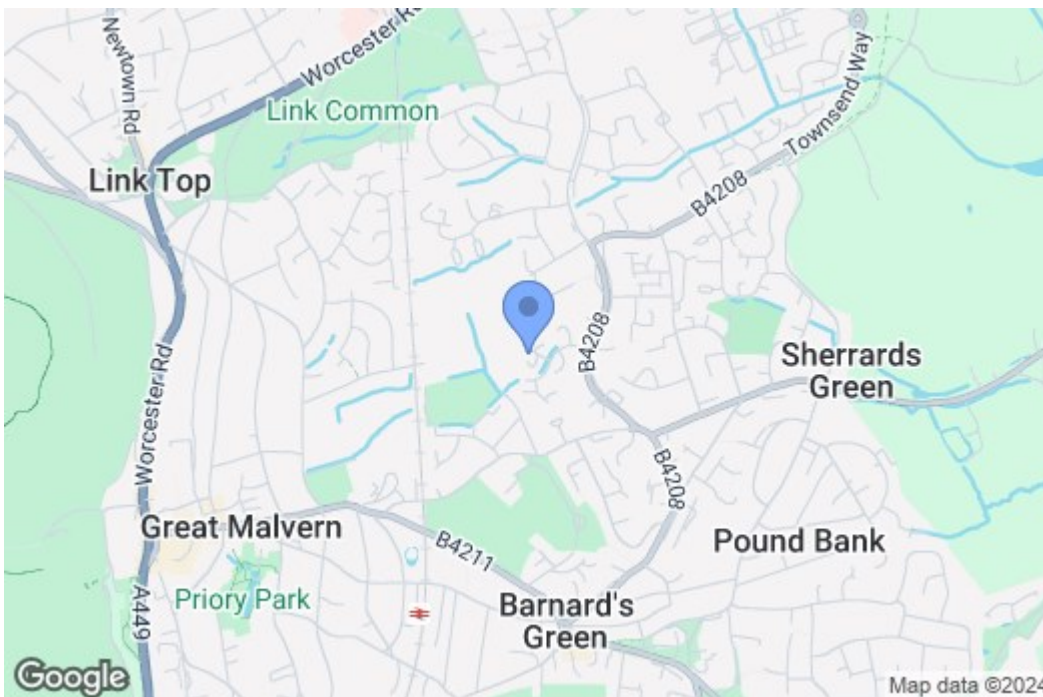 Newtown Rd
Worcester Rd
Link Common
Townsend Way
Link Top
B4208
B4208
Sherrards
Green
Worcester Rd
B4208
Great Malvern
B4211
Pound Bank
A449
Priory Park
Barnard's
Green
Google
Map data ©2024